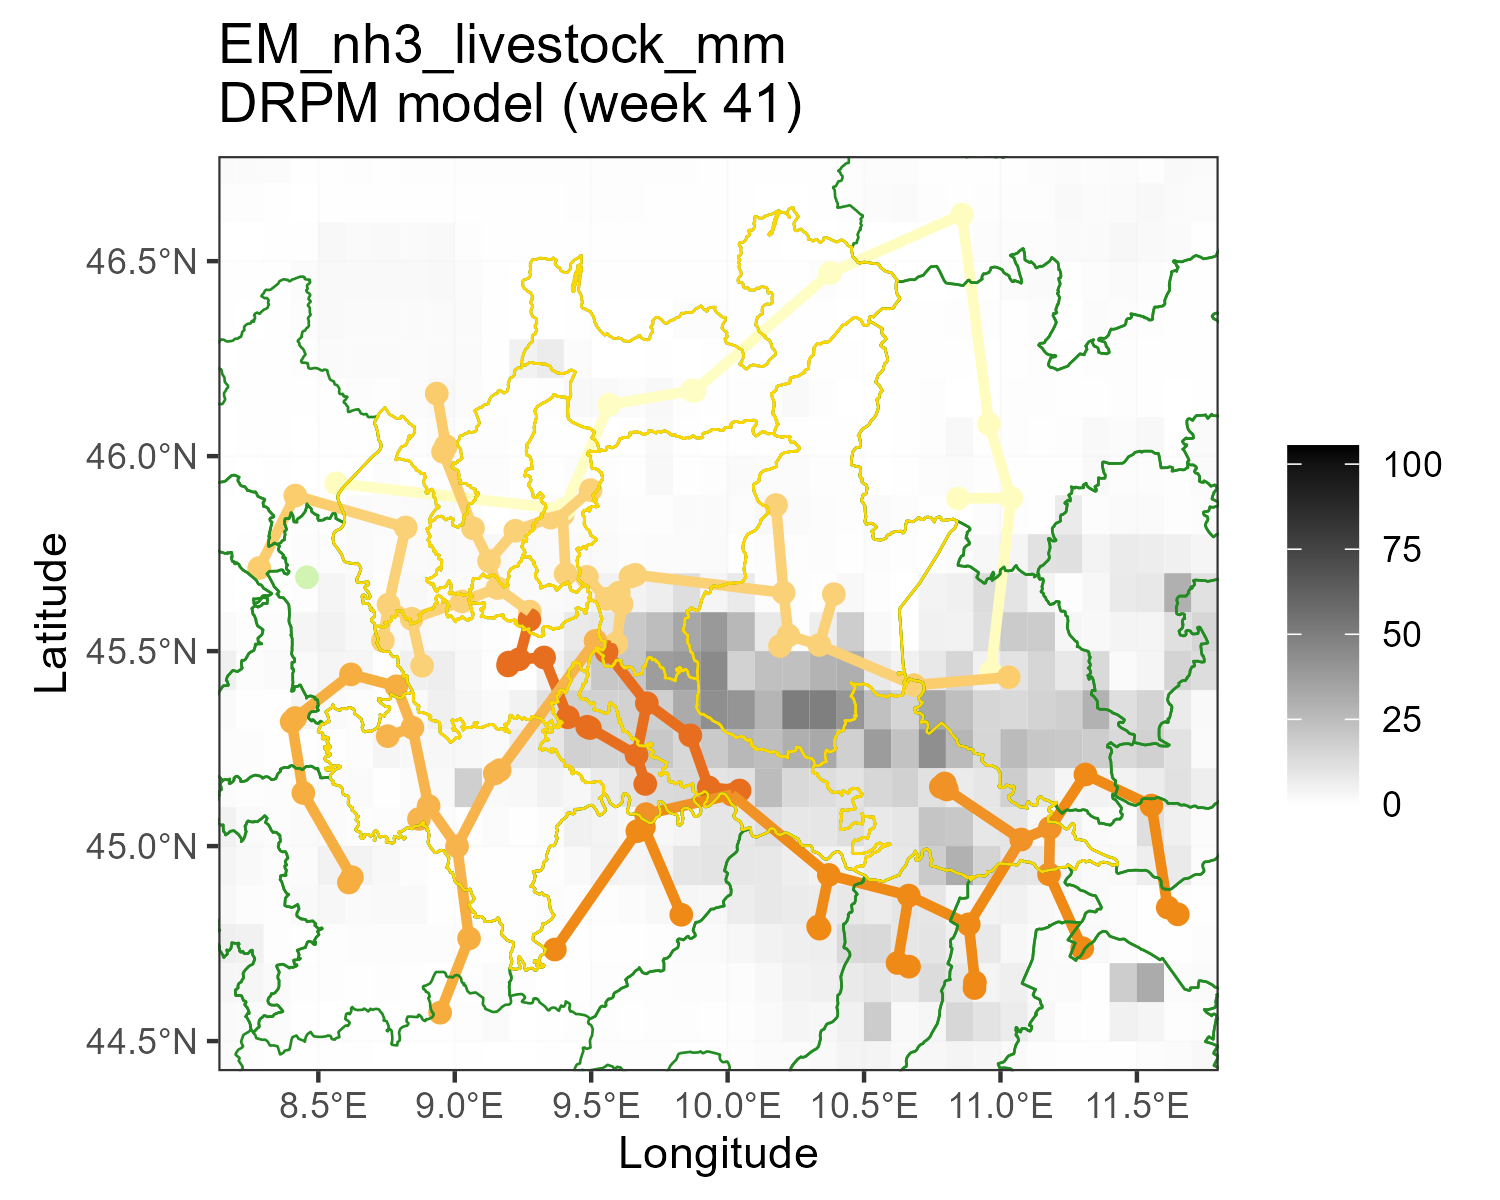 EM_nh3_livestock_mm
DRPM model (week 41)
46.5°N
46.0°N
45.5°N
45.0°N
44.5°N
Latitude
8.5°E 9.0°E 9.5°E 10.0°E 10.5°E 11.0°E 11.5°E
Longitude
100
75
50
25
0